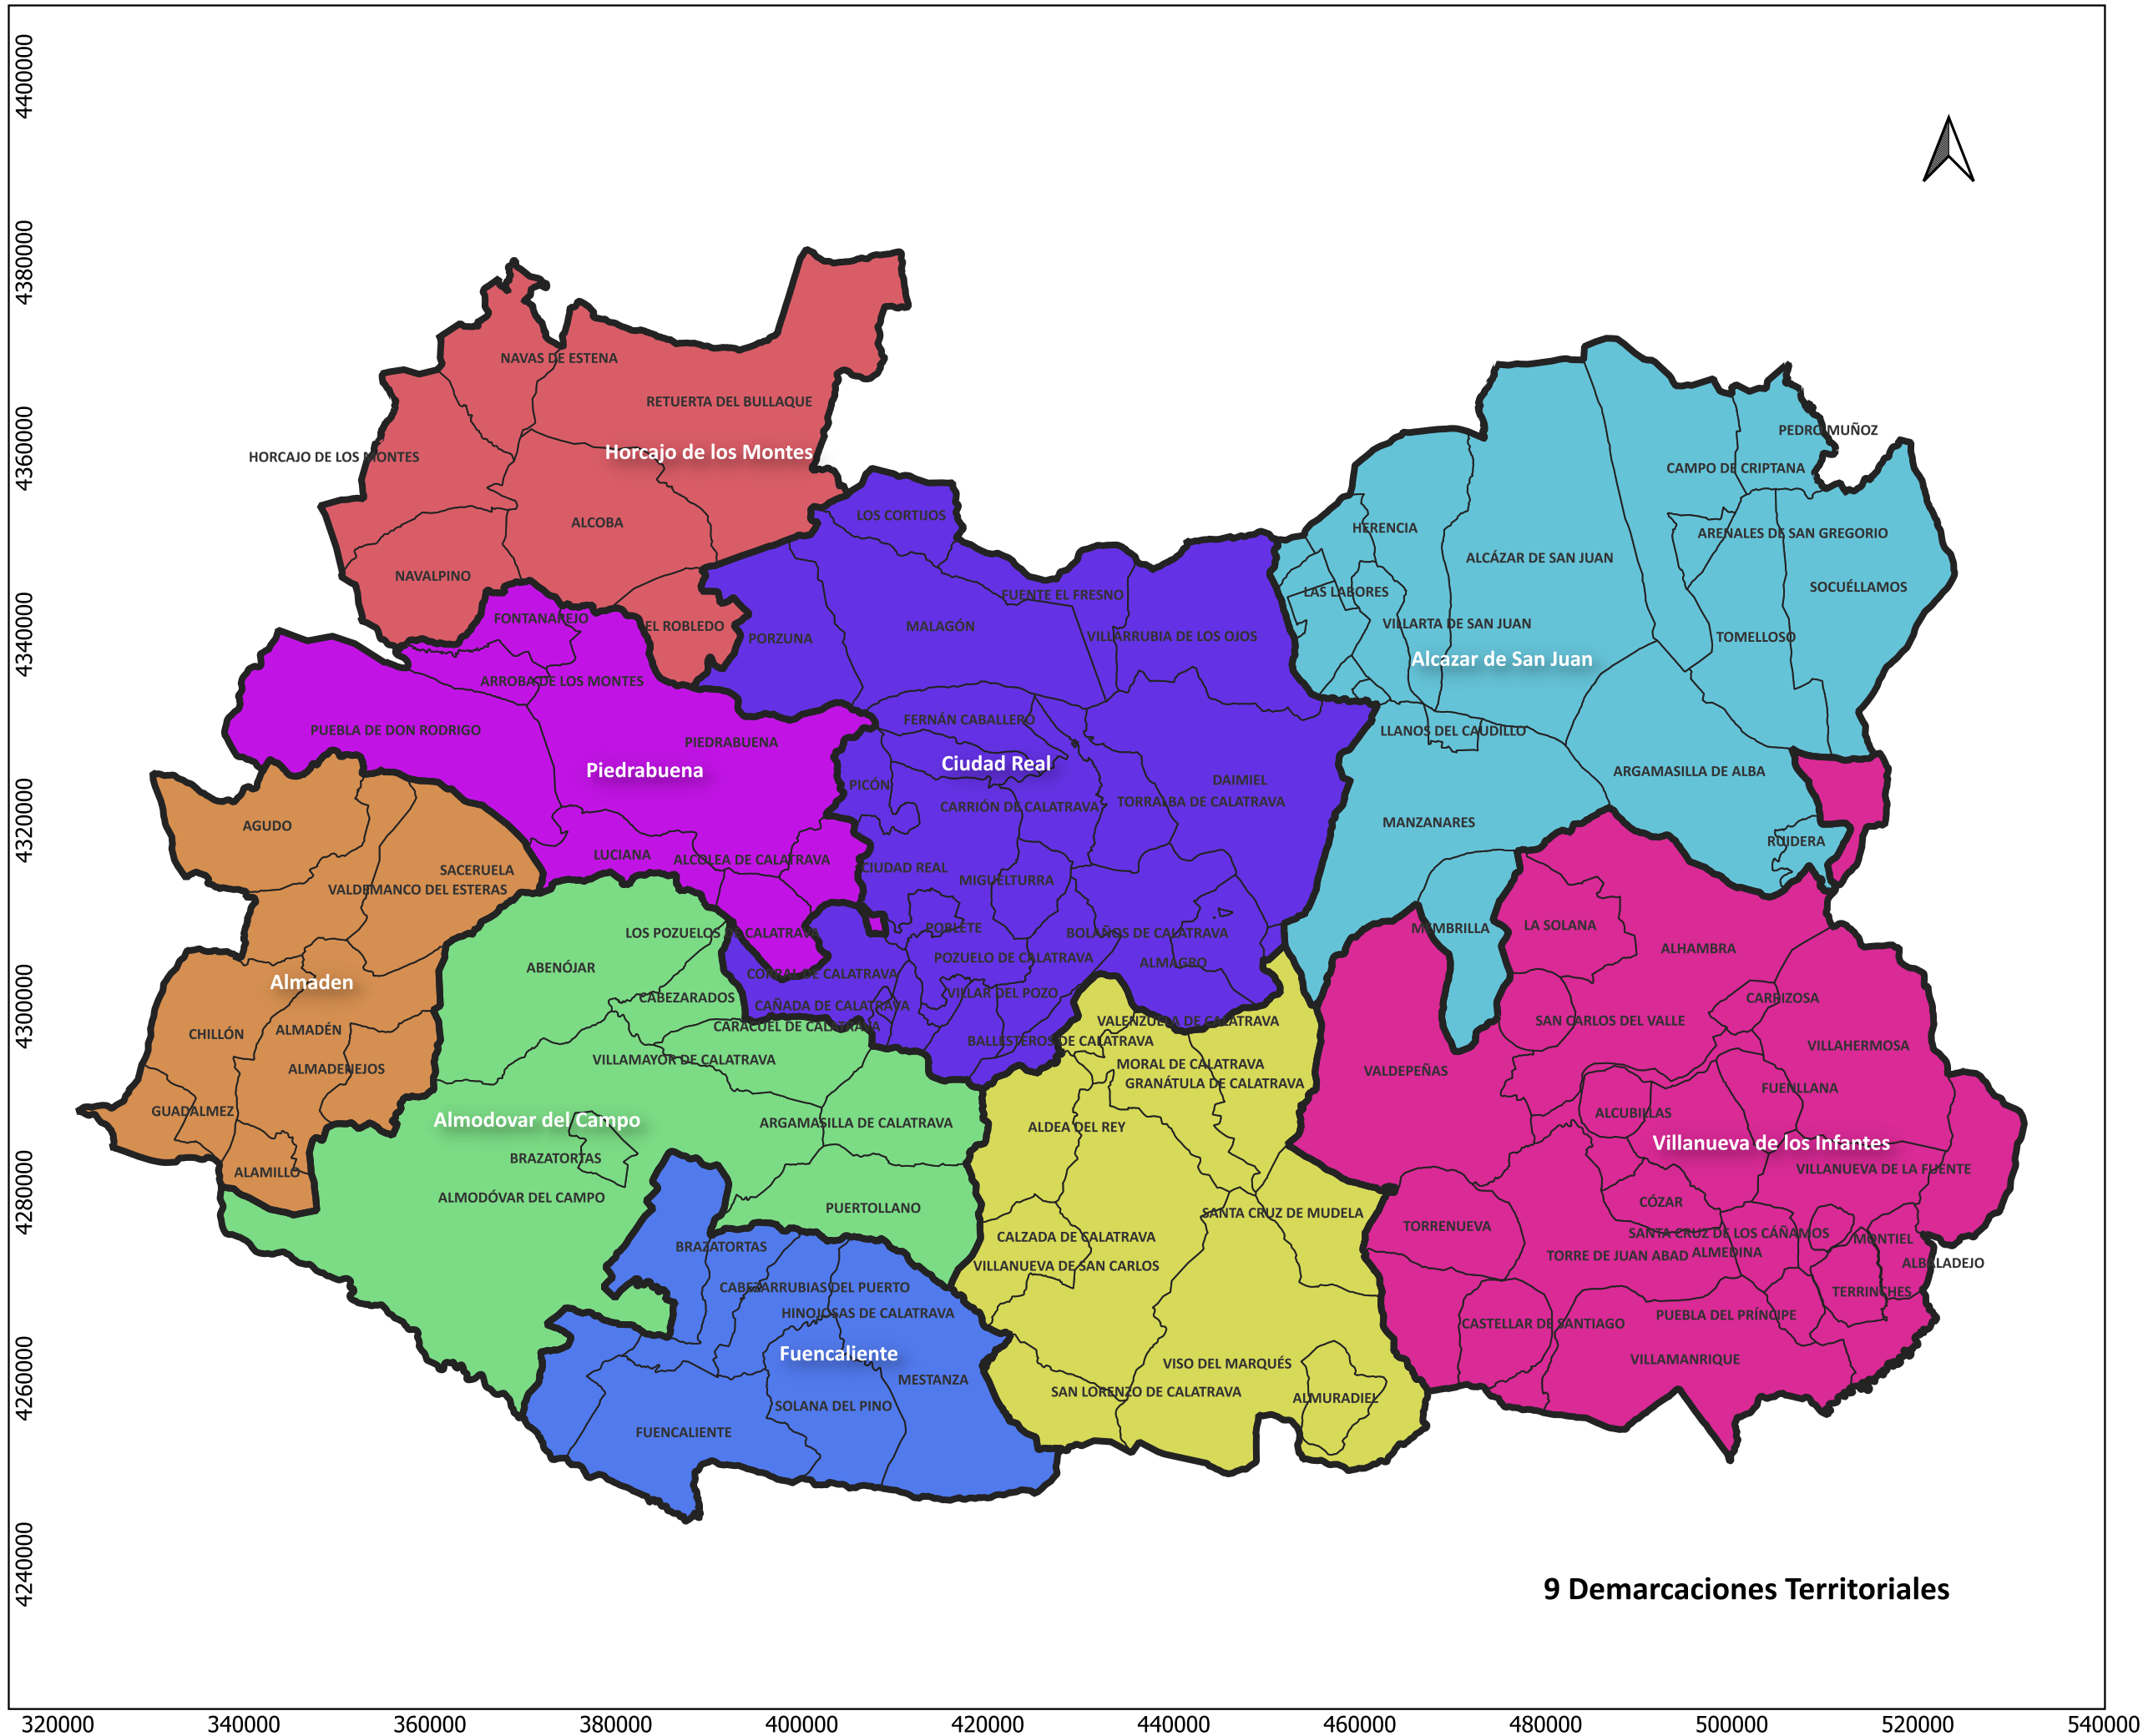 4400000
4380000
4360000
4340000
4320000
4300000
4280000
4260000
4240000
NAVAS DE ESTENA
RETUERTA DEL BULLAQUE
Horcajo de los Montes
HORCAJO DE LOS MONTES
ALCOBA
NAVALPINO
EL ROBLEDO
FONTANAREJO
ARROBA DE LOS MONTES
PUEBLA DE DON RODRIGO
PIEDRABUENA
Piedrabuena
LUCIANA
ALCOLEA DE CALATRAVA
LOS POZUELOS DE CALATRAVA
LOS CORTIJOS
FUENTE EL FRESNO
MALAGÓN
PORZUNA
VILLARRUBIA DE LOS OJOS
FERNÁN CABALLERO
Ciudad Real
PICÓN
DAIMIEL
TORRALBA DE CALATRAVA
CARRIÓN DE CALATRAVA
CIUDAD REAL
MIGUELTURRA
POBLETE
BOLAÑOS DE CALATRAVA
POZUELO DE CALATRAVA
ALMAGRO
CORRAL DE CALATRAVA
VILLAR DEL POZO
CAÑADA DE CALATRAVA
CARACUEL DE CALATRAVA
BALLESTEROS DE CALATRAVA
PEDRO MUÑOZ
CAMPO DE CRIPTANA
HERENCIA
ARENALES DE SAN GREGORIO
ALCÁZAR DE SAN JUAN
SOCUÉLLAMOS
LAS LABORES
VILLARTA DE SAN JUAN
TOMELLOSO
Alcazar de San Juan
LLANOS DEL CAUDILLO
ARGAMASILLA DE ALBA
MANZANARES
RUIDERA
MEMBRILLA
AGUDO
SACERUELA
VALDEMANCO DEL ESTERAS
Almaden
CHILLÓN
ALMADÉN
ALMADENEJOS
GUADALMEZ
ALAMILLO
ABENÓJAR
CABEZARADOS
VILLAMAYOR DE CALATRAVA
Almodovar del Campo
ARGAMASILLA DE CALATRAVA
BRAZATORTAS
ALMODÓVAR DEL CAMPO
PUERTOLLANO
BRAZATORTAS
CABEZARRUBIAS DEL PUERTO
HINOJOSAS DE CALATRAVA
Fuencaliente
MESTANZA
SOLANA DEL PINO
FUENCALIENTE
VALENZUELA DE CALATRAVA
MORAL DE CALATRAVA
GRANÁTULA DE CALATRAVA
ALDEA DEL REY
SANTA CRUZ DE MUDELA
CALZADA DE CALATRAVA
VILLANUEVA DE SAN CARLOS
VISO DEL MARQUÉS
SAN LORENZO DE CALATRAVA
ALMURADIEL
LA SOLANA
ALHAMBRA
CARRIZOSA
SAN CARLOS DEL VALLE
VILLAHERMOSA
VALDEPEÑAS
FUENLLANA
ALCUBILLAS
Villanueva de los Infantes
VILLANUEVA DE LA FUENTE
CÓZAR
TORRENUEVA
SANTA CRUZ DE LOS CÁÑAMOS
MONTIEL
TORRE DE JUAN ABAD
ALMEDINA
ALBALADEJO
TERRINCHES
PUEBLA DEL PRÍNCIPE
CASTELLAR DE SANTIAGO
VILLAMANRIQUE
9 Demarcaciones Territoriales
320000
340000
360000
380000
400000
420000
440000
460000
480000
500000
520000
540000